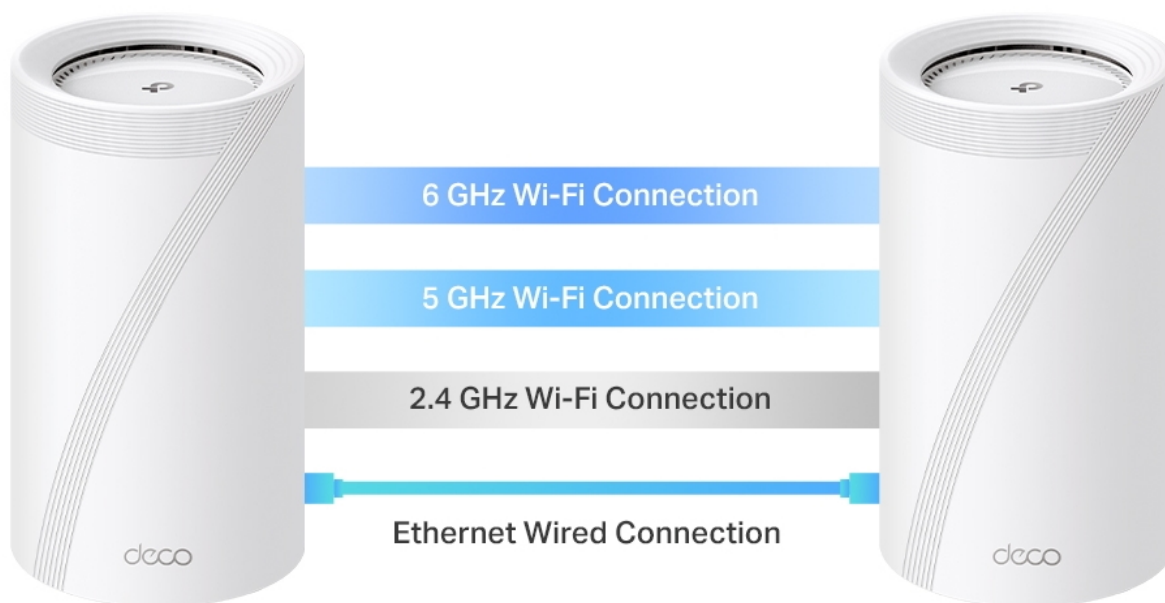 6 GHz Wi-Fi Connection
5 GHz Wi-Fi Connection
2.4 GHz Wi-Fi Connection
Ethernet Wired Connection
deco
deco